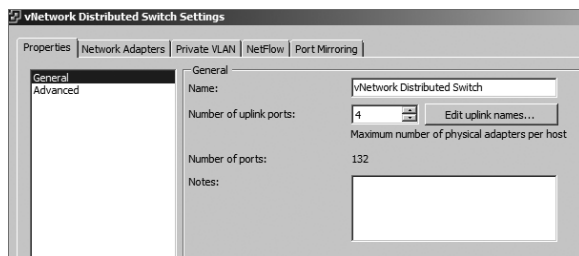 vNetwork Distributed Switch Settings
Properties Network Adapters Private VLAN NetFlow Port Mirroring
General
Advanced
General
Name: vNetwork Distributed Switch
Number of uplink ports: 4 Edit uplink names...
Maximum number of physical adapters per host
Number of ports: 132
Notes: